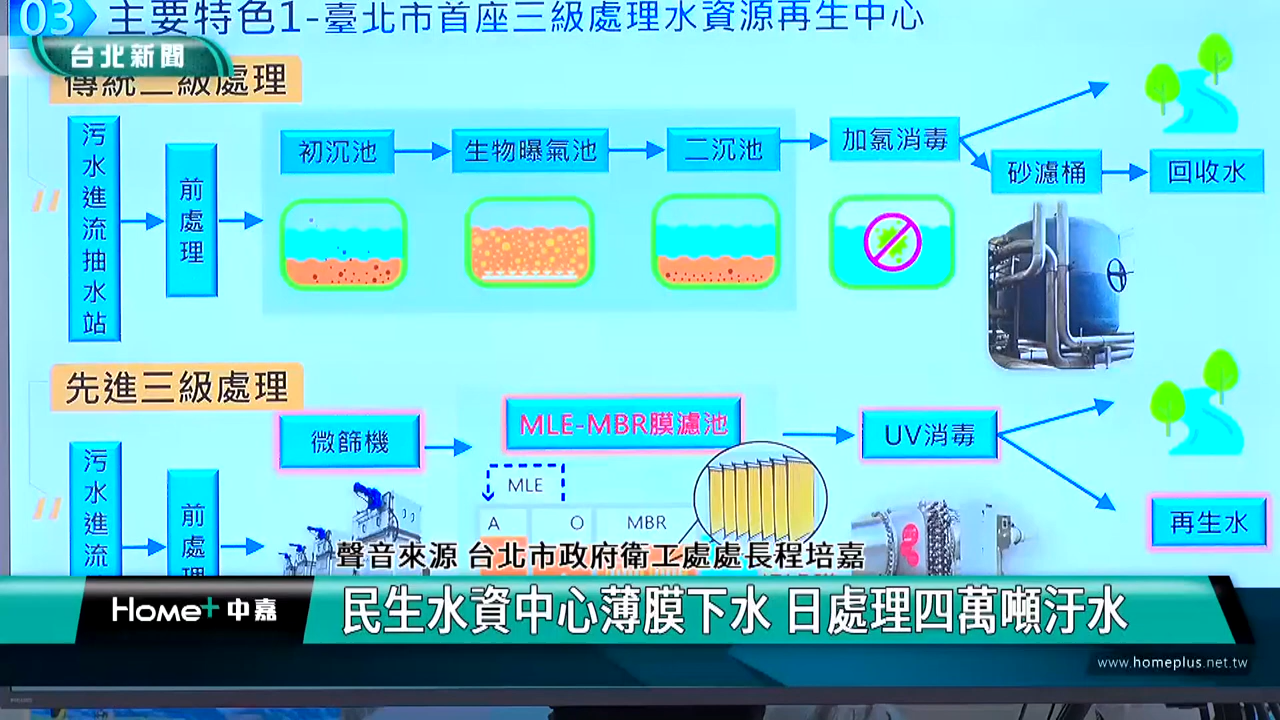 03 主要特色1-臺北市首座三級處理水資源再生中心
台北新聞
傳統二級處理
污水進流抽水站
前處理
初沉池
生物曝氣池
二沉池
加氯消毒
砂濾桶
回收水
先進三級處理
污水進流
前處理
微篩機
MLE-MBR膜濾池
UV消毒
再生水
MLE
A
O
MBR
聲音來源 台北市政府衛工處處長程培嘉
Home+ 中嘉
民生水資中心薄膜下水 日處理四萬噸汙水
www.homeplus.net.tw